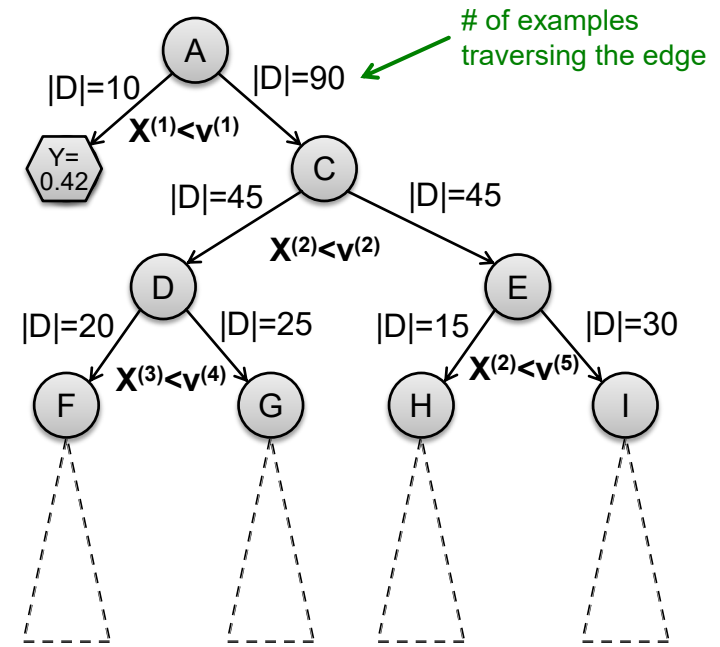 # of examples
traversing the edge
A
|D|=10
|D|=90
X(1)<v(1)
Y=
0.42
C
|D|=45
|D|=45
X(2)<v(2)
D
E
|D|=20
|D|=25
|D|=15
|D|=30
X(3)<v(4)
X(2)<v(5)
F
G
H
I